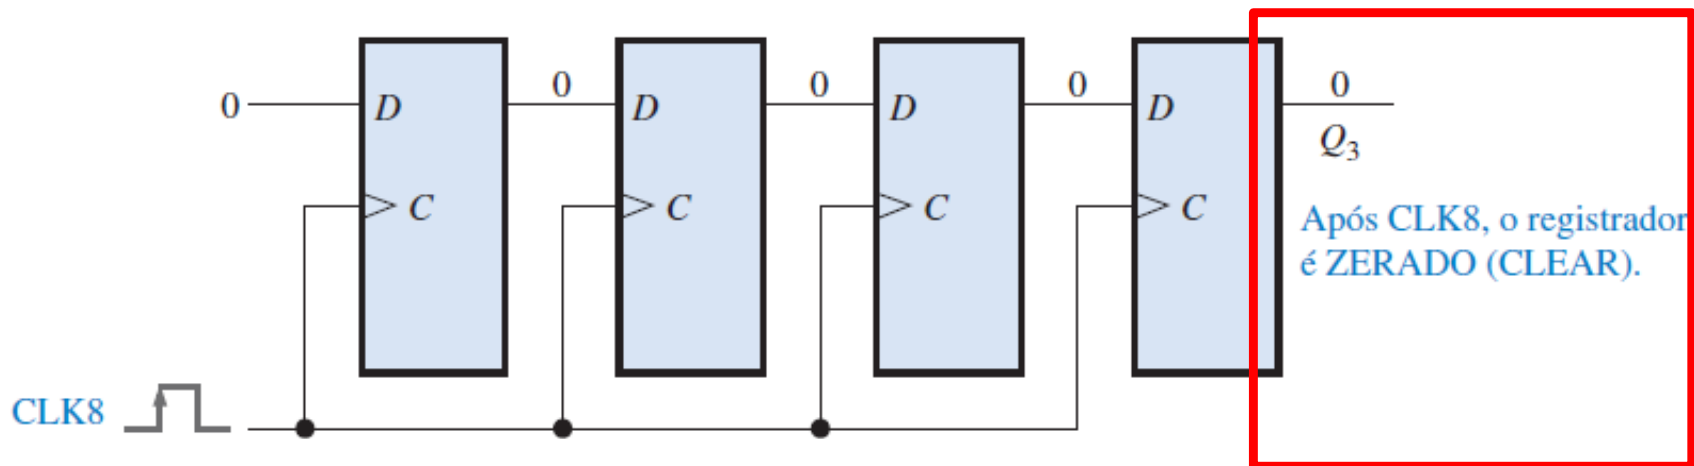 0 D 0 D 0 D 0 D 0
Q3
C C C C
Após CLK8, o registrador
é ZERADO (CLEAR).
CLK8